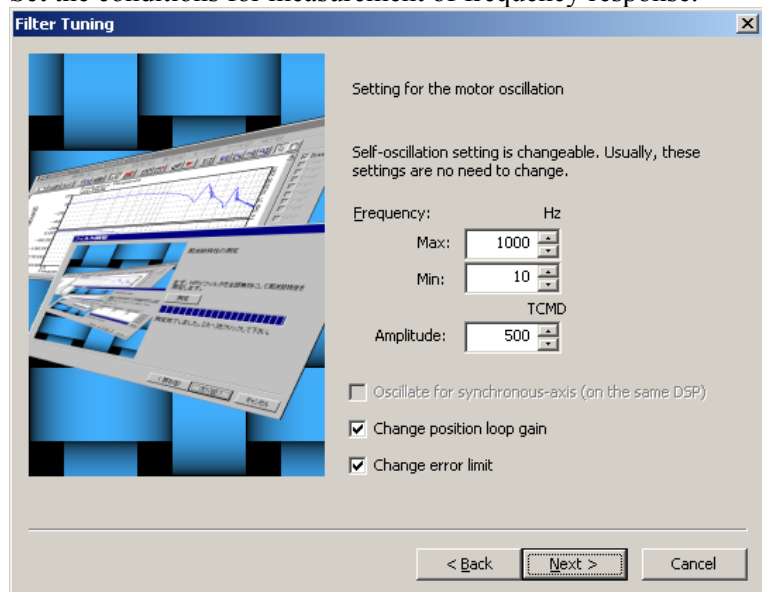 Set the conditions for measurement of frequency response.
Filter Tuning
Setting for the motor oscillation
Self-oscillation setting is changeable. Usually, these
settings are no need to change.
Frequency: Hz
Max: 1000
Min: 10
TCMD
Amplitude: 500
Oscillate for synchronous-axis (on the same DSP)
Change position loop gain
Change error limit
< Back Next > Cancel